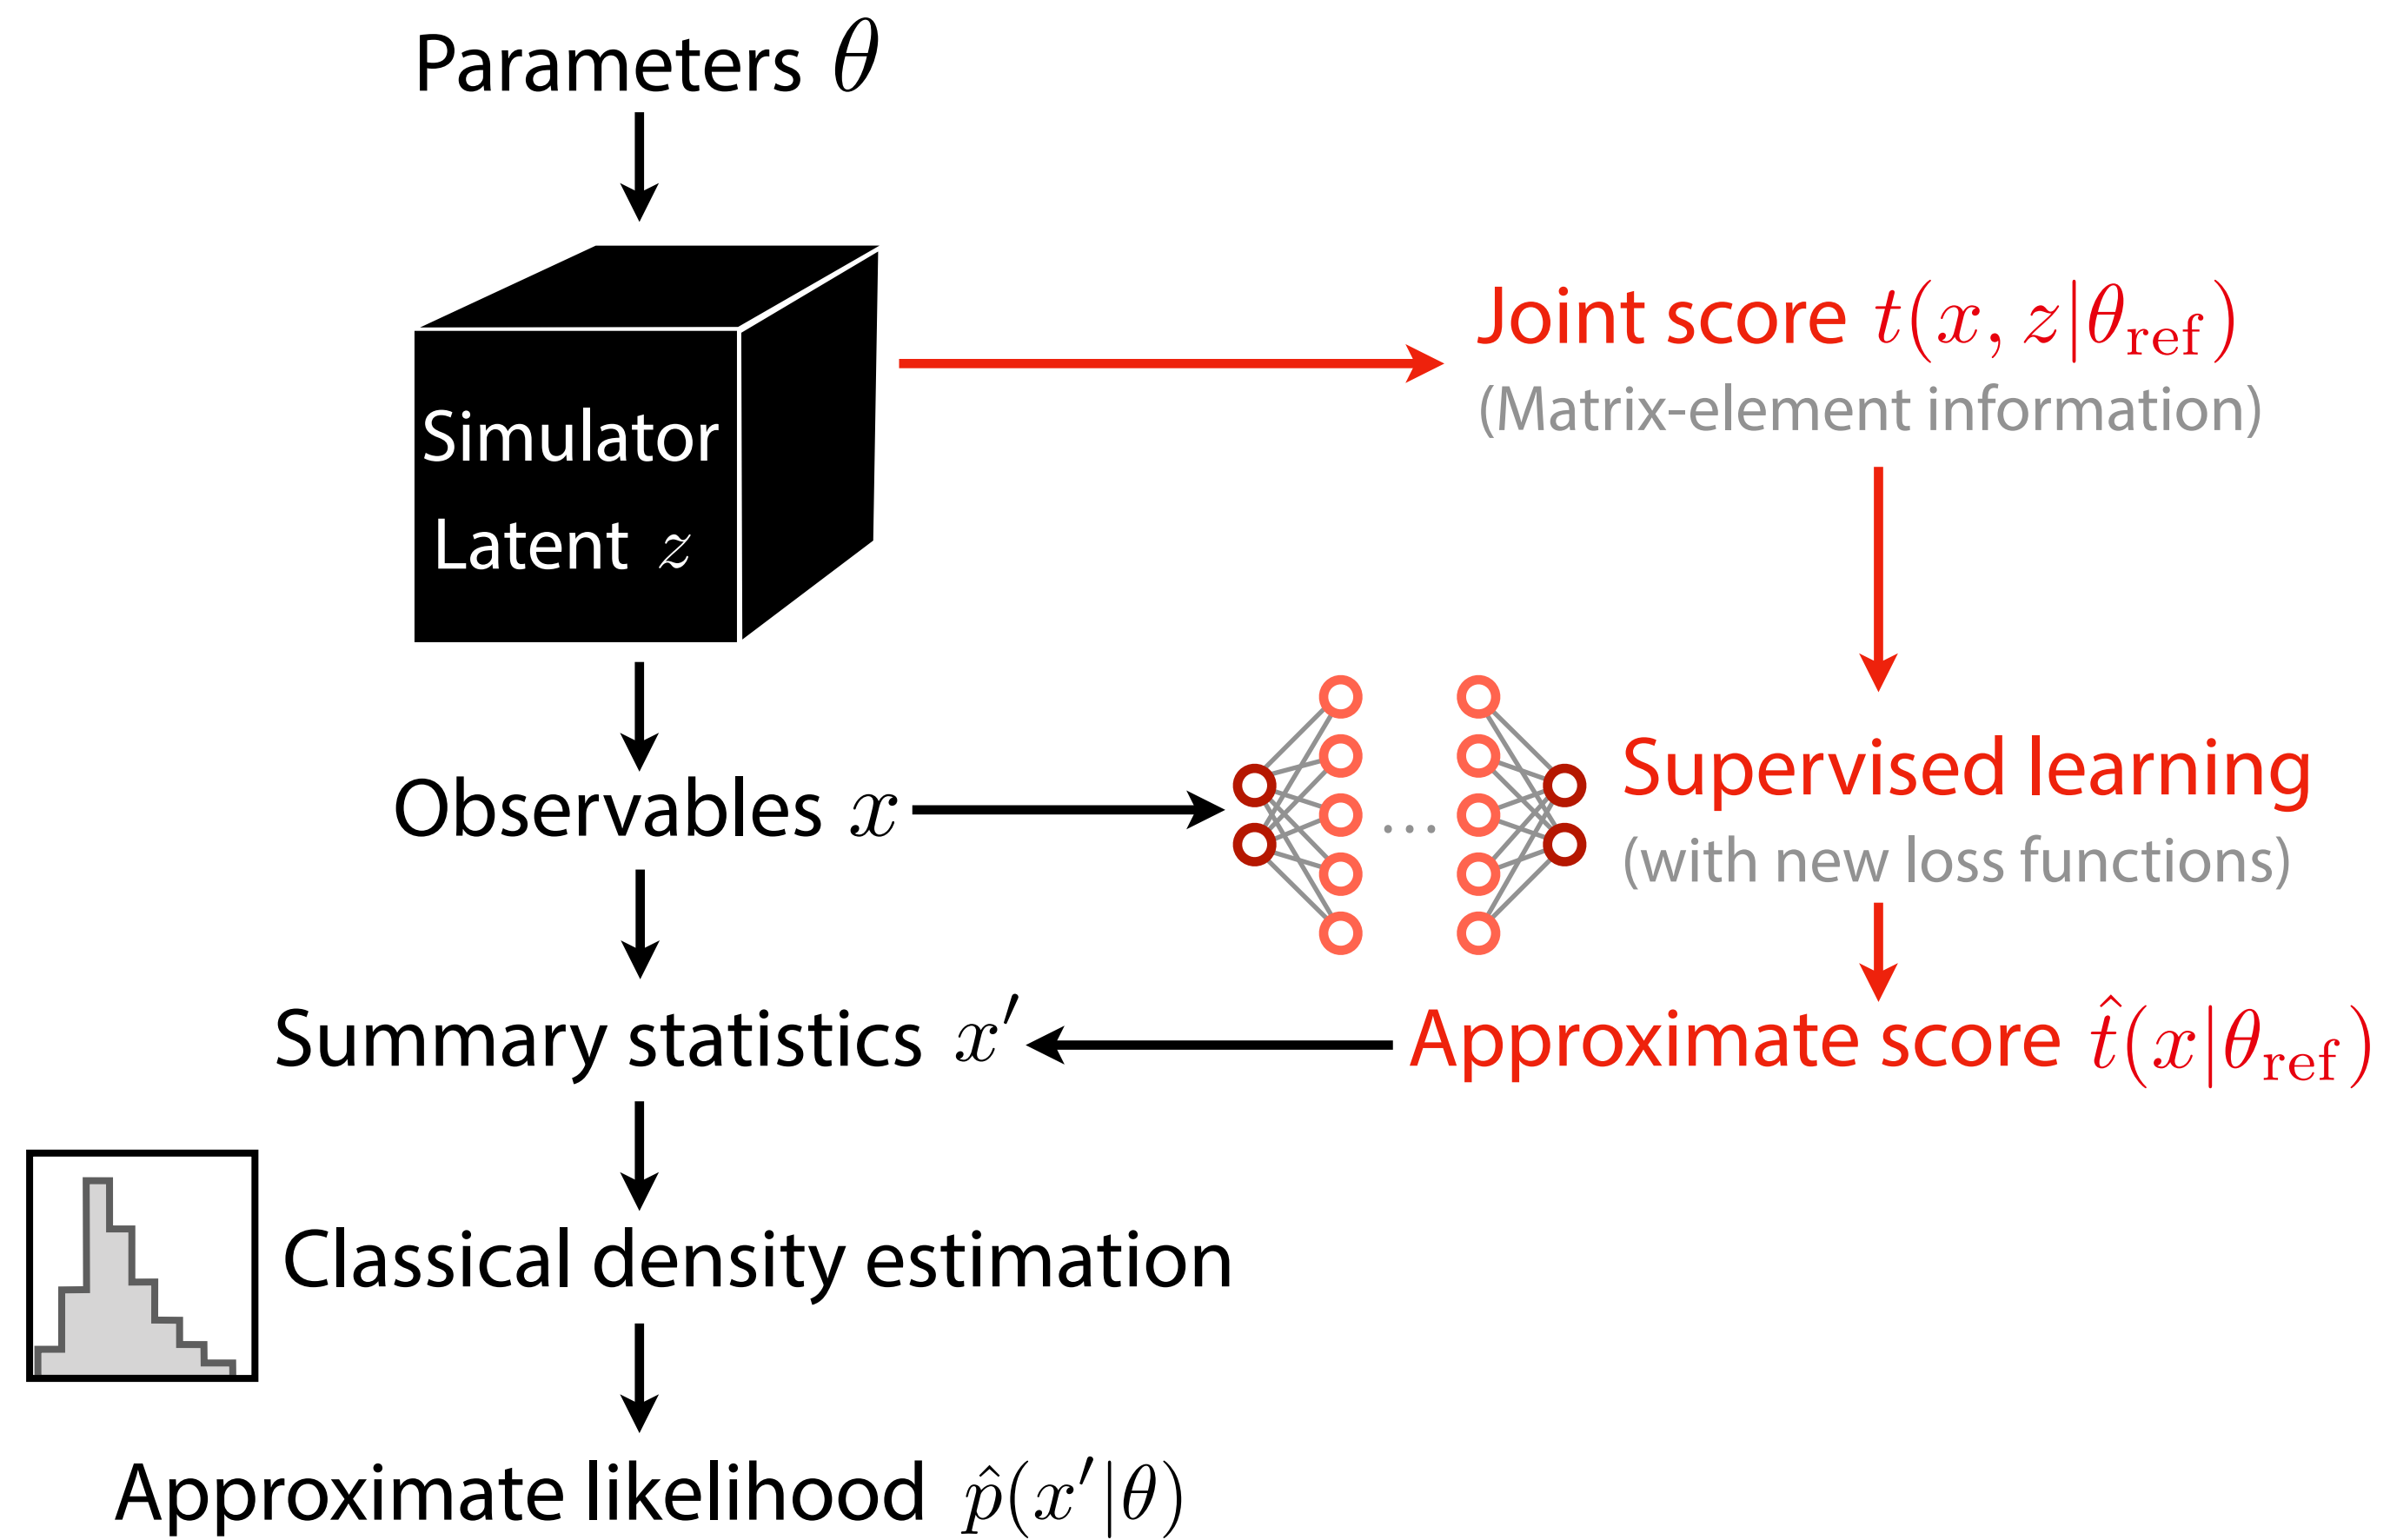 Parameters θ
Simulator
Latent z
Joint score t(x, z|θ_ref)
(Matrix-element information)
Observables x
...
Supervised learning
(with new loss functions)
Summary statistics x′
Approximate score t̂(x|θ_ref)
Classical density estimation
Approximate likelihood p̂(x′|θ)